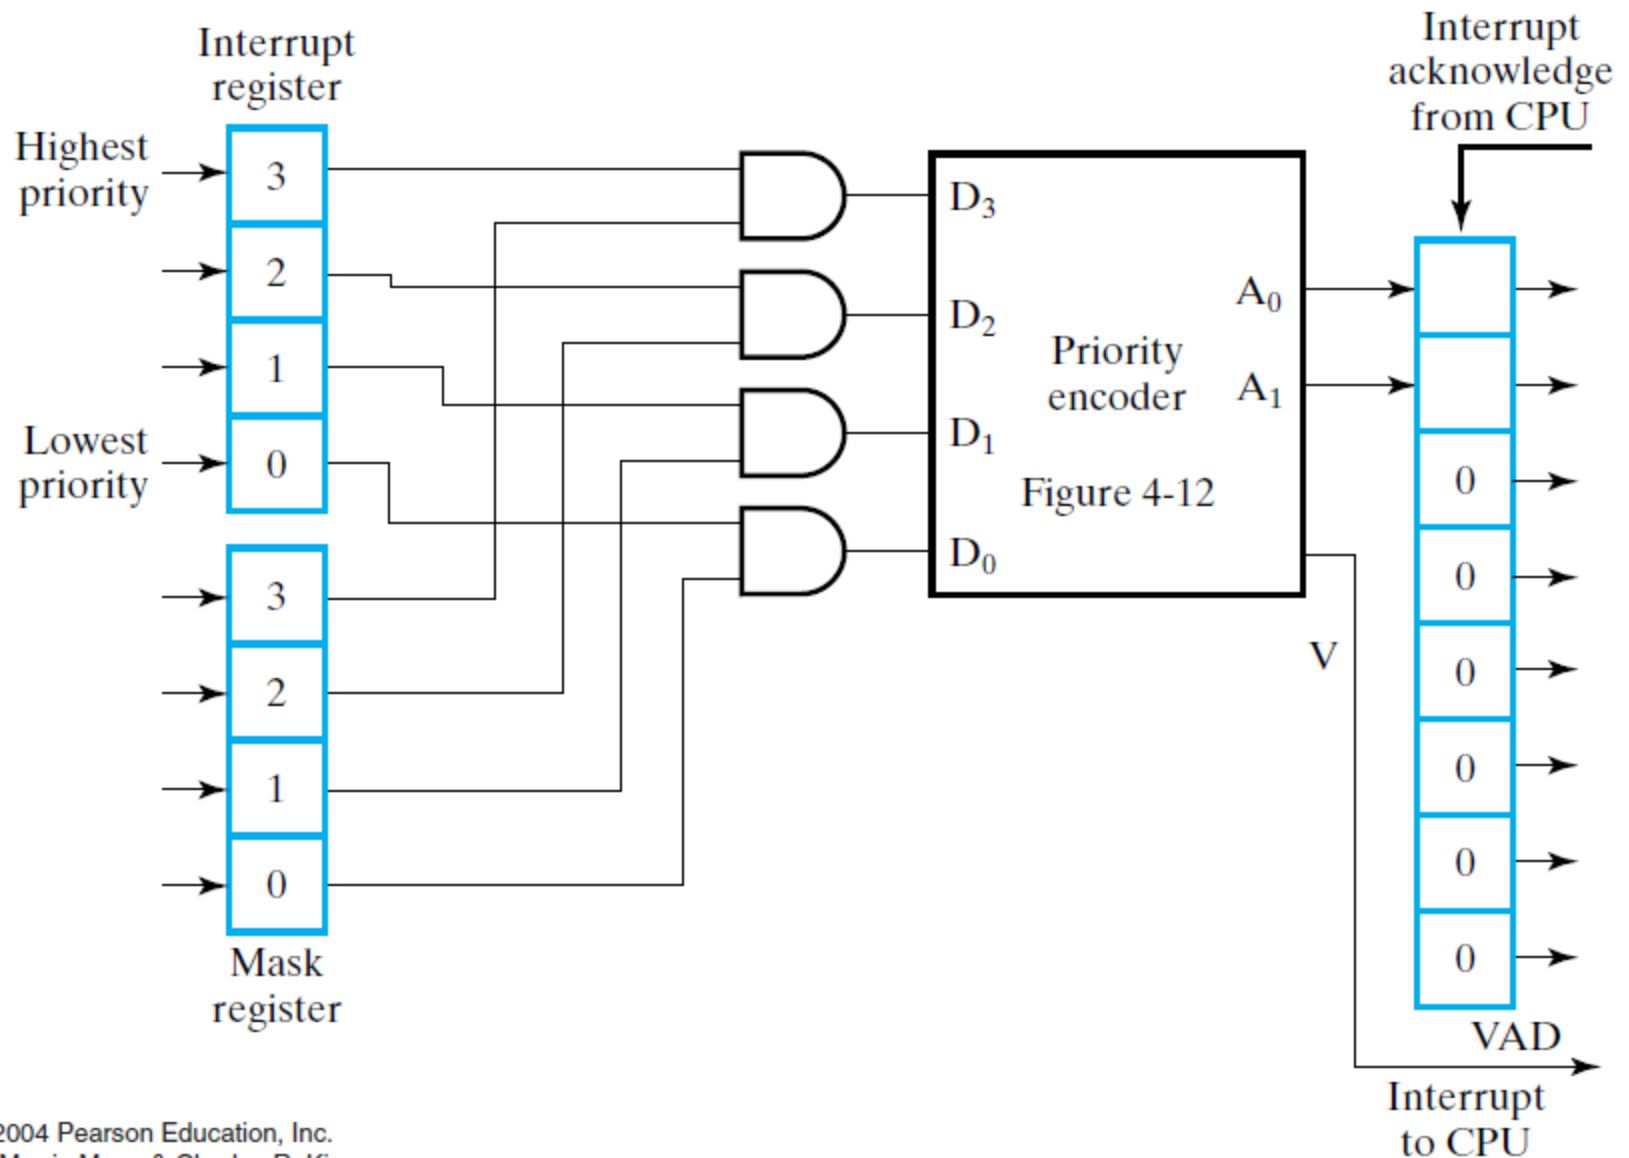 Interrupt
register
Highest
priority
3
2
1
0
Lowest
priority
3
2
1
0
Mask
register
D3
D2
D1
D0
Priority
encoder
Figure 4-12
A0
A1
V
Interrupt
acknowledge
from CPU
0
0
0
0
0
0
VAD
Interrupt
to CPU
2004 Pearson Education, Inc.